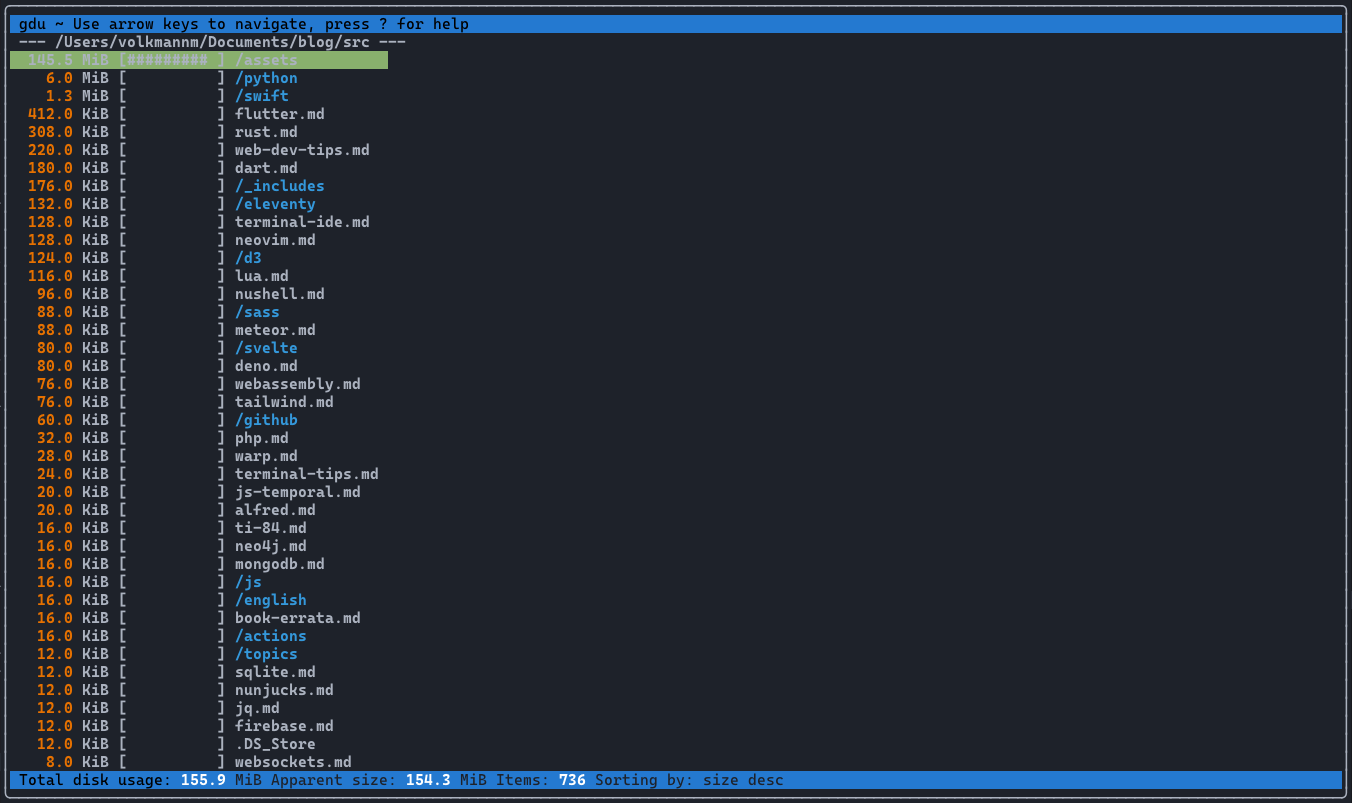 gdu ~ Use arrow keys to navigate, press ? for help
--- /Users/volkmannm/Documents/blog/src ---
145.5 MiB [######### ] /assets
6.0 MiB [          ] /python
1.3 MiB [          ] /swift
412.0 KiB [          ] flutter.md
308.0 KiB [          ] rust.md
220.0 KiB [          ] web-dev-tips.md
180.0 KiB [          ] dart.md
176.0 KiB [          ] /_includes
132.0 KiB [          ] /eleventy
128.0 KiB [          ] terminal-ide.md
128.0 KiB [          ] neovim.md
124.0 KiB [          ] /d3
116.0 KiB [          ] lua.md
96.0 KiB [          ] nushell.md
88.0 KiB [          ] /sass
88.0 KiB [          ] meteor.md
80.0 KiB [          ] /svelte
80.0 KiB [          ] deno.md
76.0 KiB [          ] webassembly.md
76.0 KiB [          ] tailwind.md
60.0 KiB [          ] /github
32.0 KiB [          ] php.md
28.0 KiB [          ] warp.md
24.0 KiB [          ] terminal-tips.md
20.0 KiB [          ] js-temporal.md
20.0 KiB [          ] alfred.md
16.0 KiB [          ] ti-84.md
16.0 KiB [          ] neo4j.md
16.0 KiB [          ] mongodb.md
16.0 KiB [          ] /js
16.0 KiB [          ] /english
16.0 KiB [          ] book-errata.md
16.0 KiB [          ] /actions
12.0 KiB [          ] /topics
12.0 KiB [          ] sqlite.md
12.0 KiB [          ] nunjucks.md
12.0 KiB [          ] jq.md
12.0 KiB [          ] firebase.md
12.0 KiB [          ] .DS_Store
8.0 KiB [          ] websockets.md
Total disk usage: 155.9 MiB Apparent size: 154.3 MiB Items: 736 Sorting by: size desc